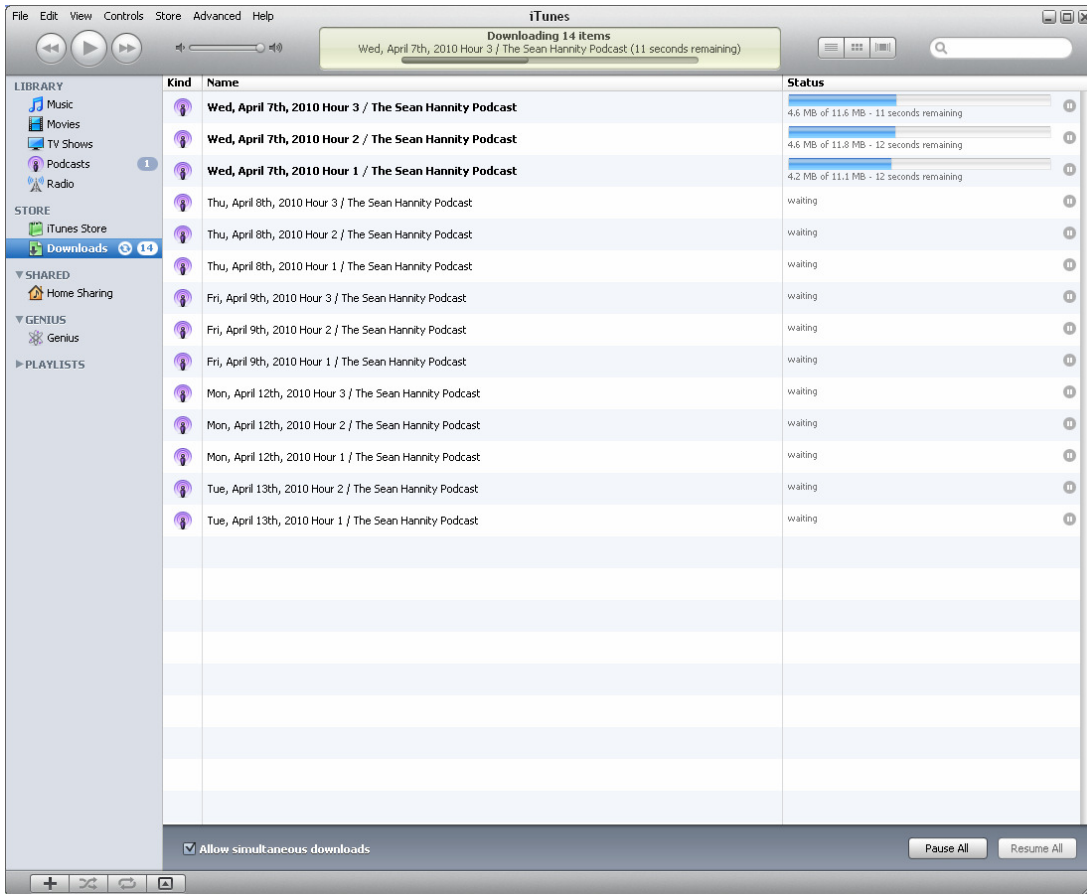 File Edit View Controls Store Advanced Help
iTunes
Downloading 14 items
Wed, April 7th, 2010 Hour 3 / The Sean Hannity Podcast (11 seconds remaining)
LIBRARY
Music
Movies
TV Shows
Podcasts 1
Radio
STORE
iTunes Store
Downloads 14
SHARED
Home Sharing
GENIUS
Genius
PLAYLISTS
Kind Name Status
Wed, April 7th, 2010 Hour 3 / The Sean Hannity Podcast
4.6 MB of 11.6 MB - 11 seconds remaining
Wed, April 7th, 2010 Hour 2 / The Sean Hannity Podcast
4.6 MB of 11.8 MB - 12 seconds remaining
Wed, April 7th, 2010 Hour 1 / The Sean Hannity Podcast
4.2 MB of 11.1 MB - 12 seconds remaining
Thu, April 8th, 2010 Hour 3 / The Sean Hannity Podcast waiting
Thu, April 8th, 2010 Hour 2 / The Sean Hannity Podcast waiting
Thu, April 8th, 2010 Hour 1 / The Sean Hannity Podcast waiting
Fri, April 9th, 2010 Hour 3 / The Sean Hannity Podcast waiting
Fri, April 9th, 2010 Hour 2 / The Sean Hannity Podcast waiting
Fri, April 9th, 2010 Hour 1 / The Sean Hannity Podcast waiting
Mon, April 12th, 2010 Hour 3 / The Sean Hannity Podcast waiting
Mon, April 12th, 2010 Hour 2 / The Sean Hannity Podcast waiting
Mon, April 12th, 2010 Hour 1 / The Sean Hannity Podcast waiting
Tue, April 13th, 2010 Hour 2 / The Sean Hannity Podcast waiting
Tue, April 13th, 2010 Hour 1 / The Sean Hannity Podcast waiting
Allow simultaneous downloads
Pause All Resume All